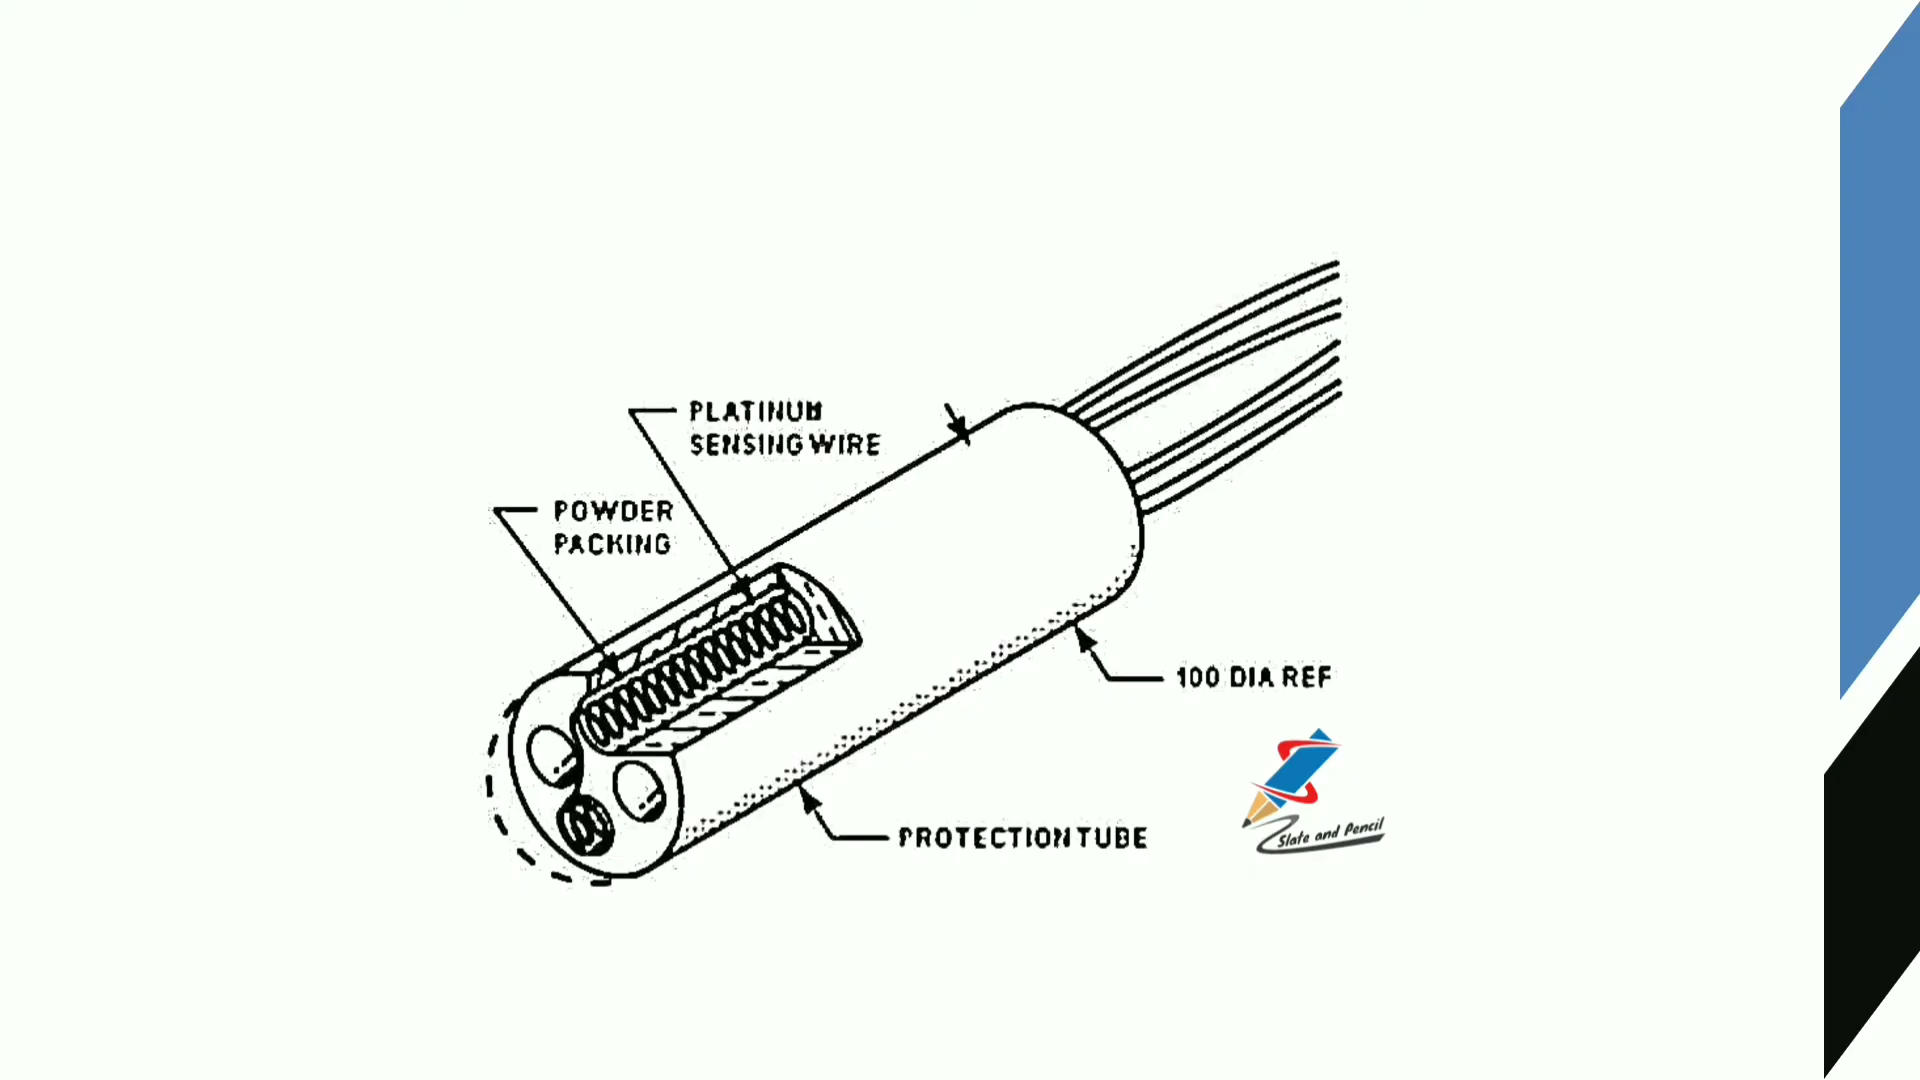 PLATINUM
SENSING WIRE
POWDER
PACKING
100 DIA REF
PROTECTION TUBE
Slate and Pencil